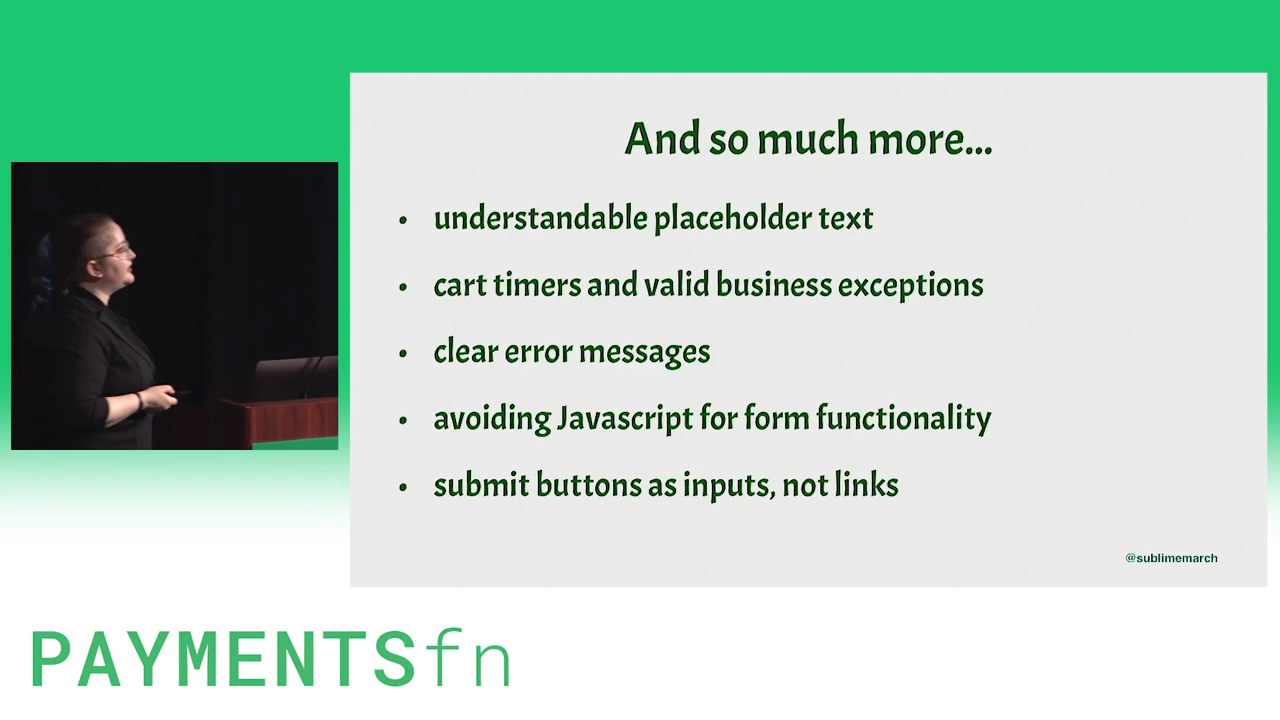 And so much more...
• understandable placeholder text
• cart timers and valid business exceptions
• clear error messages
• avoiding Javascript for form functionality
• submit buttons as inputs, not links
@sublimemarch
PAYMENTSfn